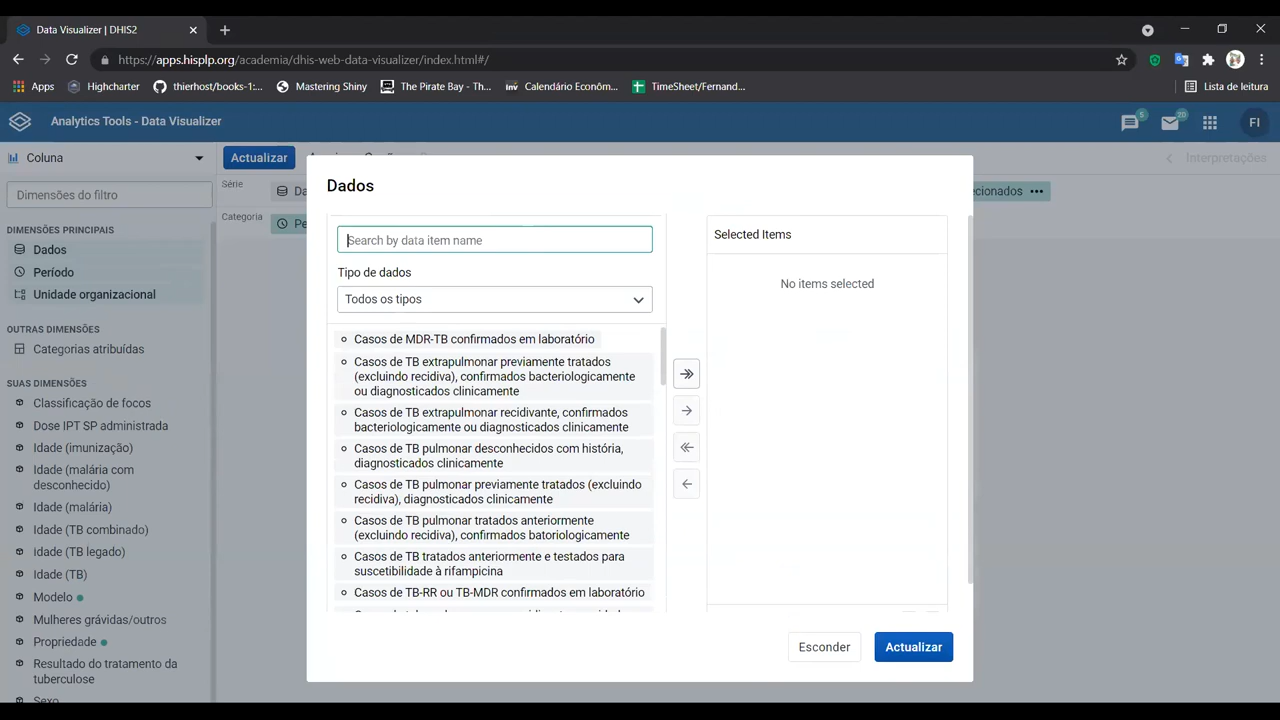 Data Visualizer | DHIS2
https://apps.hisplp.org/academia/dhis-web-data-visualizer/index.html#/
Apps
Highcharter
thierhost/books-1:...
Mastering Shiny
The Pirate Bay - Th...
Calendário Econôm...
TimeSheet/Fernand...
Lista de leitura
Analytics Tools - Data Visualizer
5
20
FI
Coluna
Actualizar
Interpretações
Dimensões do filtro
Série
Categoria
DIMENSÕES PRINCIPAIS
Dados
Período
Unidade organizacional
OUTRAS DIMENSÕES
Categorias atribuídas
SUAS DIMENSÕES
Classificação de focos
Dose IPT SP administrada
Idade (imunização)
Idade (malária com
desconhecido)
Idade (malária)
Idade (TB combinado)
Idade (TB legado)
Idade (TB)
Modelo
Mulheres grávidas/outros
Propriedade
Resultado do tratamento da
tuberculose
Sexo
Dados
Search by data item name
Tipo de dados
Todos os tipos
Casos de MDR-TB confirmados em laboratório
Casos de TB extrapulmonar previamente tratados
(excluindo recidiva), confirmados bacteriologicamente
ou diagnosticados clinicamente
Casos de TB extrapulmonar recidivante, confirmados
bacteriologicamente ou diagnosticados clinicamente
Casos de TB pulmonar desconhecidos com história,
diagnosticados clinicamente
Casos de TB pulmonar previamente tratados (excluindo
recidiva), diagnosticados clinicamente
Casos de TB pulmonar tratados anteriormente
(excluindo recidiva), confirmados batoriologicamente
Casos de TB tratados anteriormente e testados para
suscetibilidade à rifampicina
Casos de TB-RR ou TB-MDR confirmados em laboratório
Selected Items
No items selected
Esconder
Actualizar